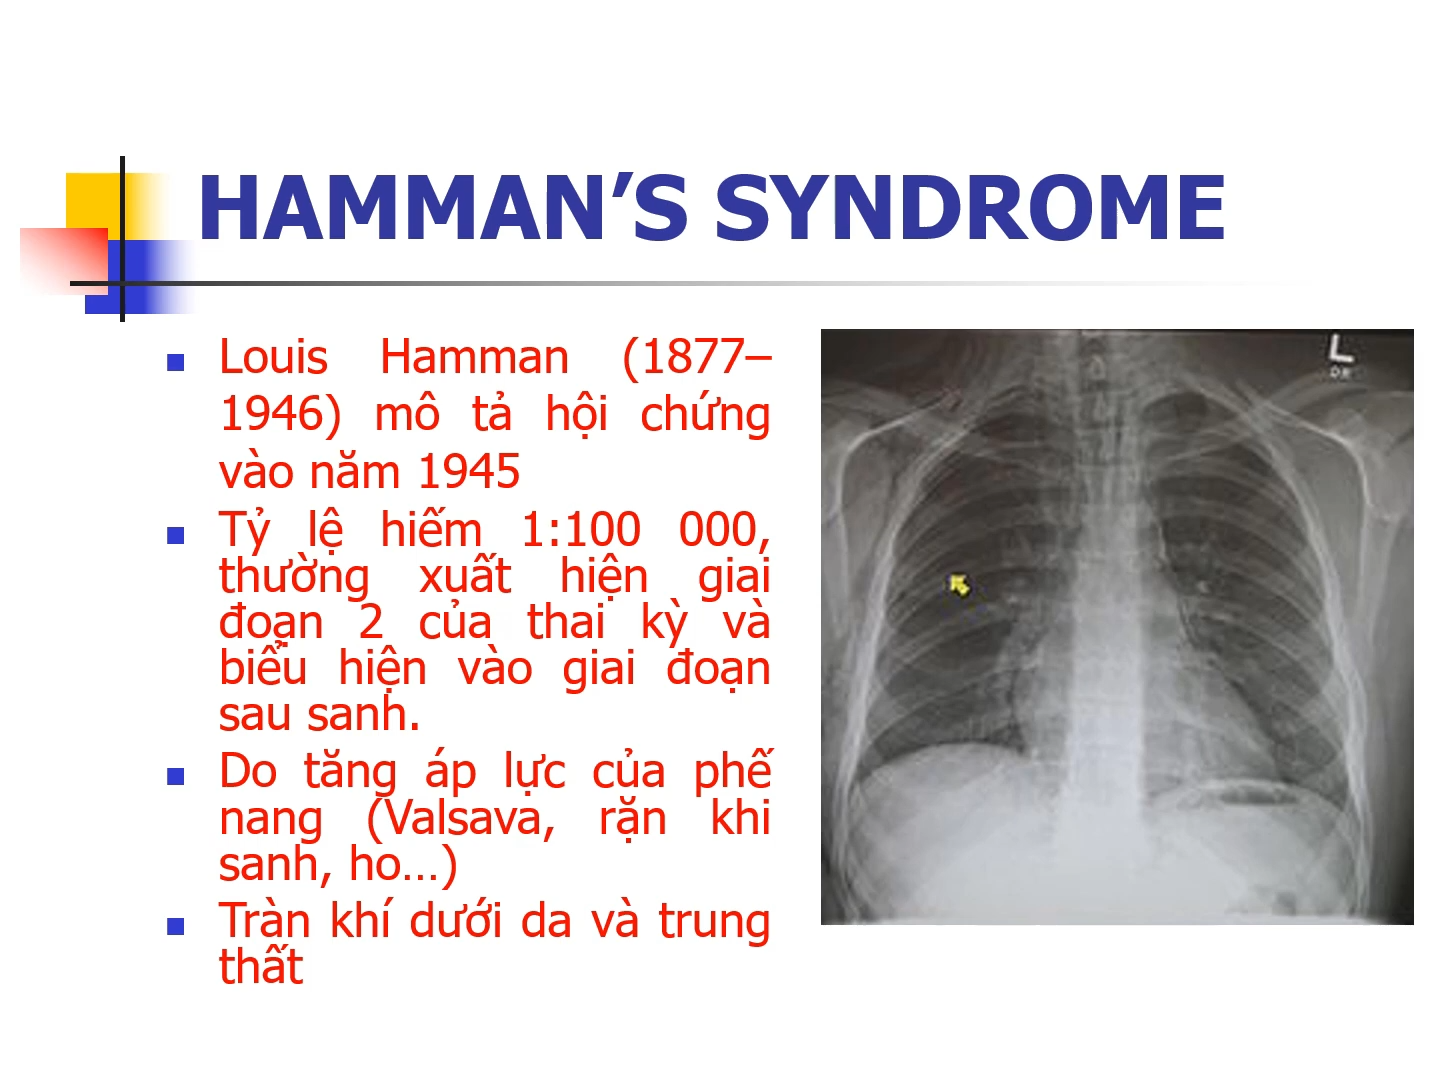 HAMMAN’S SYNDROME
Louis Hamman (1877–
1946) mô tả hội chứng
vào năm 1945
Tỷ lệ hiếm 1:100 000,
thường xuất hiện giai
đoạn 2 của thai kỳ và
biểu hiện vào giai đoạn
sau sanh.
Do tăng áp lực của phế
nang (Valsava, rặn khi
sanh, ho…)
Tràn khí dưới da và trung
thất
L